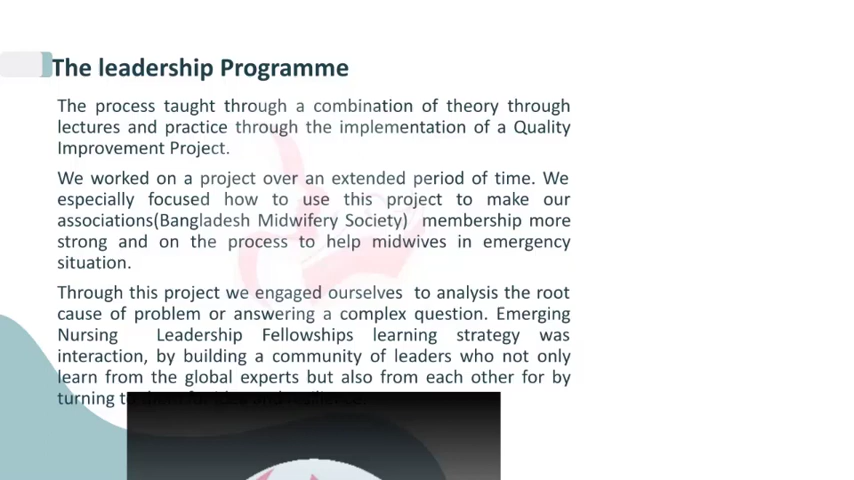 The leadership Programme
The process taught through a combination of theory through
lectures and practice through the implementation of a Quality
Improvement Project.
We worked on a project over an extended period of time. We
especially focused how to use this project to make our
associations(Bangladesh Midwifery Society) membership more
strong and on the process to help midwives in emergency
situation.
Through this project we engaged ourselves to analysis the root
cause of problem or answering a complex question. Emerging
Nursing Leadership Fellowships learning strategy was
interaction, by building a community of leaders who not only
learn from the global experts but also from each other for by
turning